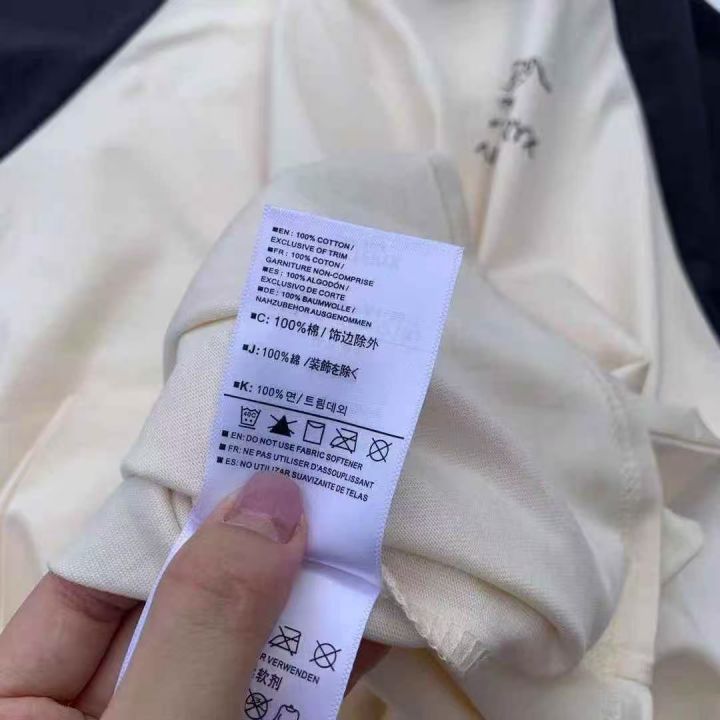 ■EN: 100% COTTON/
EXCLUSIVE OF TRIM
■FR: 100% COTON/
GARNITURE NON-COMPRISE
■ES: 100% ALGODÓN/
EXCLUSIVO DE CORTE
■DE: 100% BAUMWOLLE/
NAHZUBEHORAUSGENOMMEN
■C: 100%棉/饰边除外
■J: 100%綿/装飾を除く
■K: 100%면/트림데외
40C
■EN: DO NOT USE FABRIC SOFTENER
■FR: NE PAS UTILISER D'ASSOUPLISSANT
■ES: NO UTILIZAR SUAVIZANTE DE TELAS
R VERWENDEN
软剂